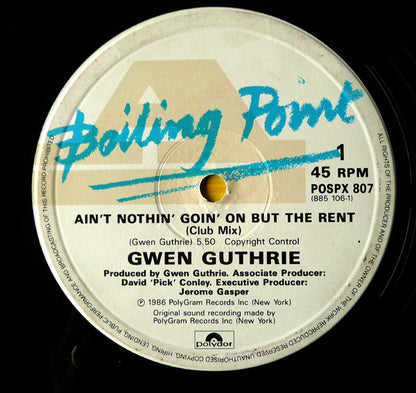 Boiling Point
1
45 RPM
POSPX 807
(885 106-1)
AIN'T NOTHIN' GOIN' ON BUT THE RENT
(Club Mix)
(Gwen Guthrie) 5.50 Copyright Control
GWEN GUTHRIE
Produced by Gwen Guthrie. Associate Producer:
David 'Pick' Conley. Executive Producer:
Jerome Gasper
℗ 1986 PolyGram Records Inc (New York)
Original sound recording made by
PolyGram Records Inc (New York)
polydor
ALL RIGHTS OF THE PRODUCER AND OF THE OWNER OF THE WORK REPRODUCED RESERVED. UNAUTHORISED COPYING, HIRING, LENDING, PUBLIC PERFORMANCE AND BROADCASTING OF THIS RECORD PROHIBITED